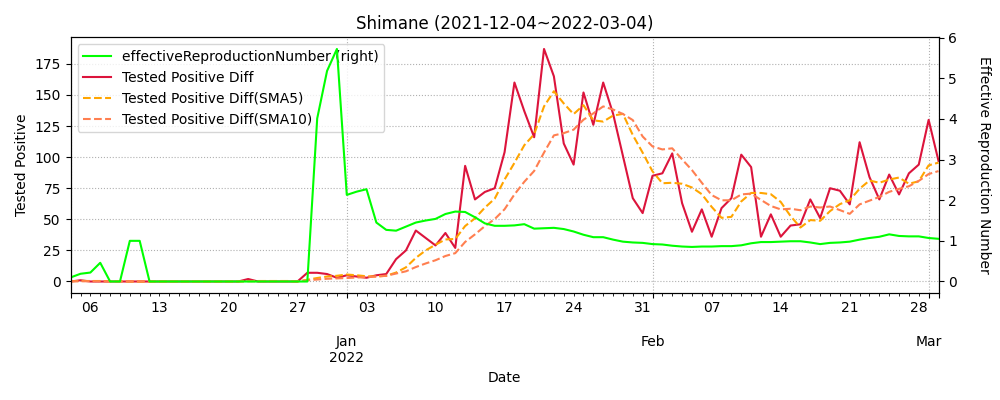 Shimane (2021-12-04~2022-03-04)
effectiveReproductionNumber (right)
Tested Positive Diff
Tested Positive Diff(SMA5)
Tested Positive Diff(SMA10)
Tested Positive
175
150
125
100
75
50
25
0
Effective Reproduction Number
6
5
4
3
2
1
0
06 13 20 27 03 10 17 24 31 07 14 21 28
Jan Feb Mar
2022
Date